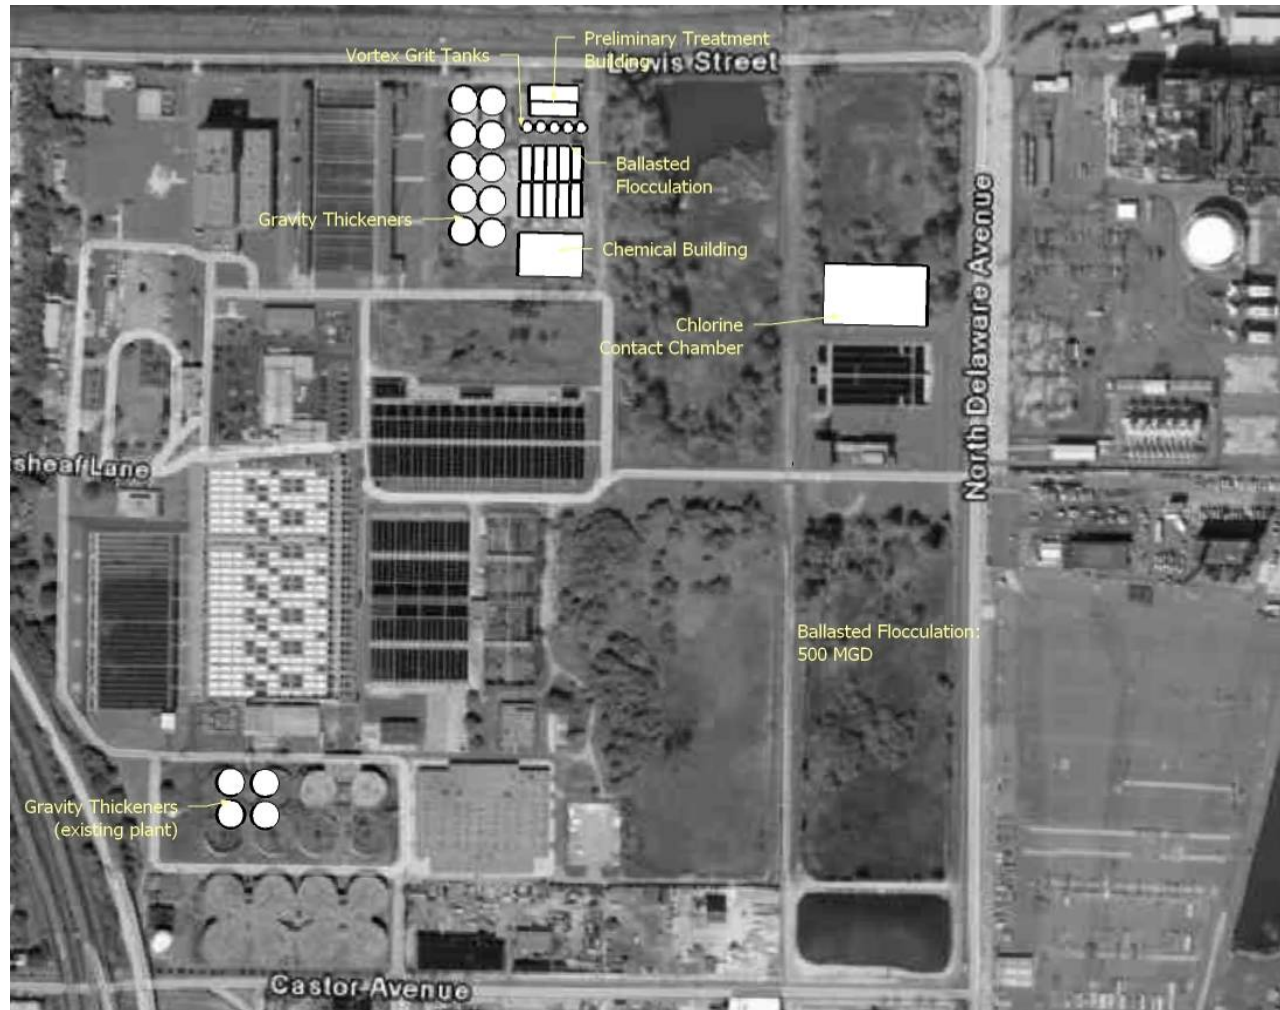 Preliminary Treatment
Building
Vortex Grit Tanks
Lewis Street
Ballasted
Flocculation
Gravity Thickeners
Chemical Building
North Delaware Avenue
Chlorine
Contact Chamber
sheaf Lane
Ballasted Flocculation:
500 MGD
Gravity Thickeners
(existing plant)
Castor Avenue